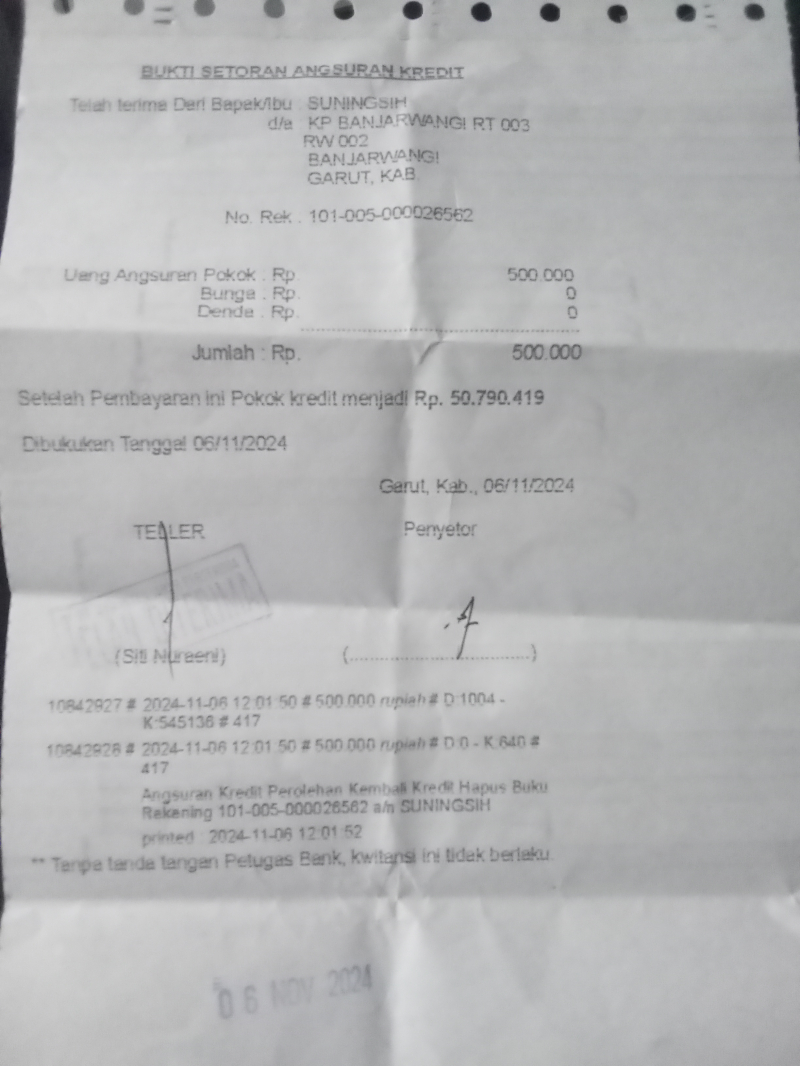 BUKTI SETORAN ANGSURAN KREDIT
Telah terima Dari Bapak/Ibu : SUNINGSIH
d/a KP BANJARWANGI RT 003
RW 002
BANJARWANGI
GARUT, KAB.
No. Rek : 101-005-000026562
Uang Angsuran Pokok : Rp 500.000
Bunga : Rp. 0
Denda : Rp. 0
Jumlah : Rp. 500.000
Setelah Pembayaran ini Pokok kredit menjadi Rp. 50.790.419
Dibukukan Tanggal 06/11/2024
Garut, Kab., 06/11/2024
TELLER Penyetor
(Siti Nuraeni) (................................)
10842927 # 2024-11-06 12:01:50 # 500.000 rupiah # D:1004 -
K:545136 # 417
10842928 # 2024-11-06 12:01:50 # 500.000 rupiah # D:0 - K:640 #
417
Angsuran Kredit Perolehan Kembali Kredit Hapus Buku
Rekening 101-005-000026562 a/n SUNINGSIH
printed : 2024-11-06 12:01:52
** Tanpa tanda tangan Petugas Bank, kwitansi ini tidak berlaku.
06 NOV 2024